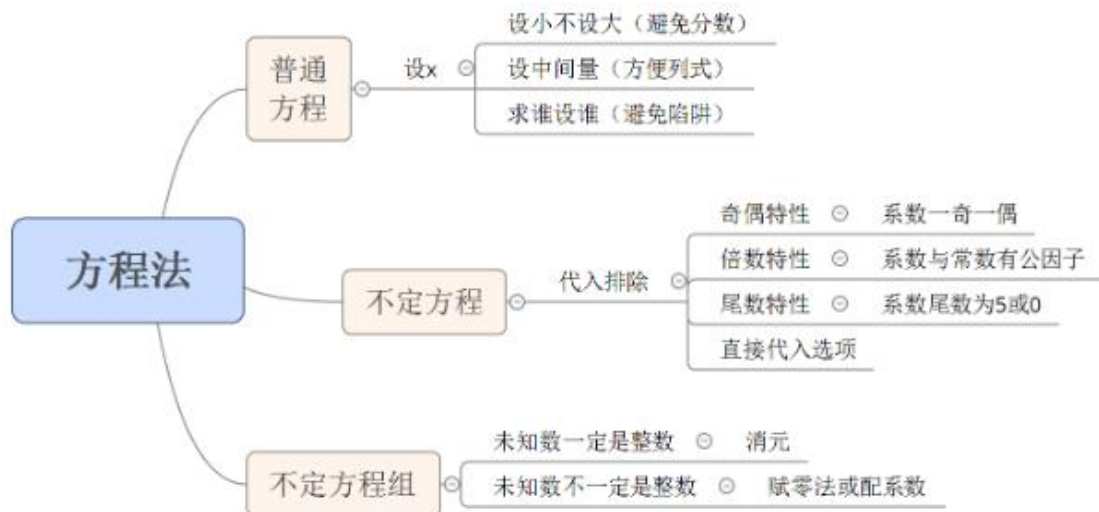 方程法
普通
方程
设x
设小不设大（避免分数）
设中间量（方便列式）
求谁设谁（避免陷阱）
不定方程
代入排除
奇偶特性
系数一奇一偶
倍数特性
系数与常数有公因子
尾数特性
系数尾数为5或0
直接代入选项
不定方程组
未知数一定是整数
消元
未知数不一定是整数
赋零法或配系数